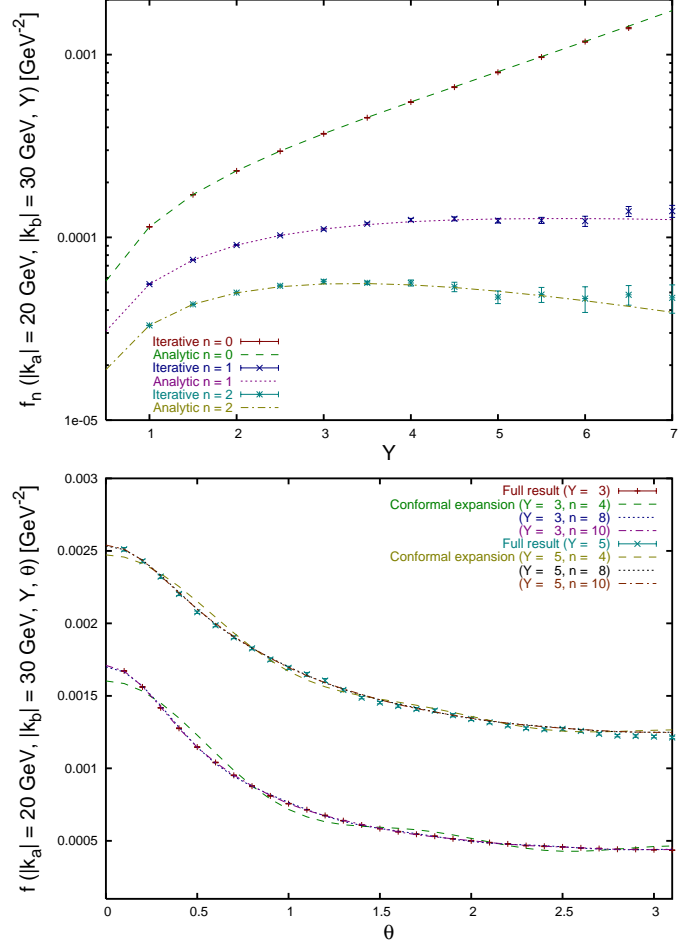 f_n (|k_a| = 20 GeV, |k_b| = 30 GeV, Y) [GeV^-2]
0.001
0.0001
1e-05
Iterative n = 0
Analytic n = 0
Iterative n = 1
Analytic n = 1
Iterative n = 2
Analytic n = 2
1 2 3 4 5 6 7
Y
f (|k_a| = 20 GeV, |k_b| = 30 GeV, Y, θ) [GeV^-2]
0.003
0.0025
0.002
0.0015
0.001
0.0005
Full result (Y = 3)
Conformal expansion (Y = 3, n = 4)
(Y = 3, n = 8)
(Y = 3, n = 10)
Full result (Y = 5)
Conformal expansion (Y = 5, n = 4)
(Y = 5, n = 8)
(Y = 5, n = 10)
0 0.5 1 1.5 2 2.5 3
θ